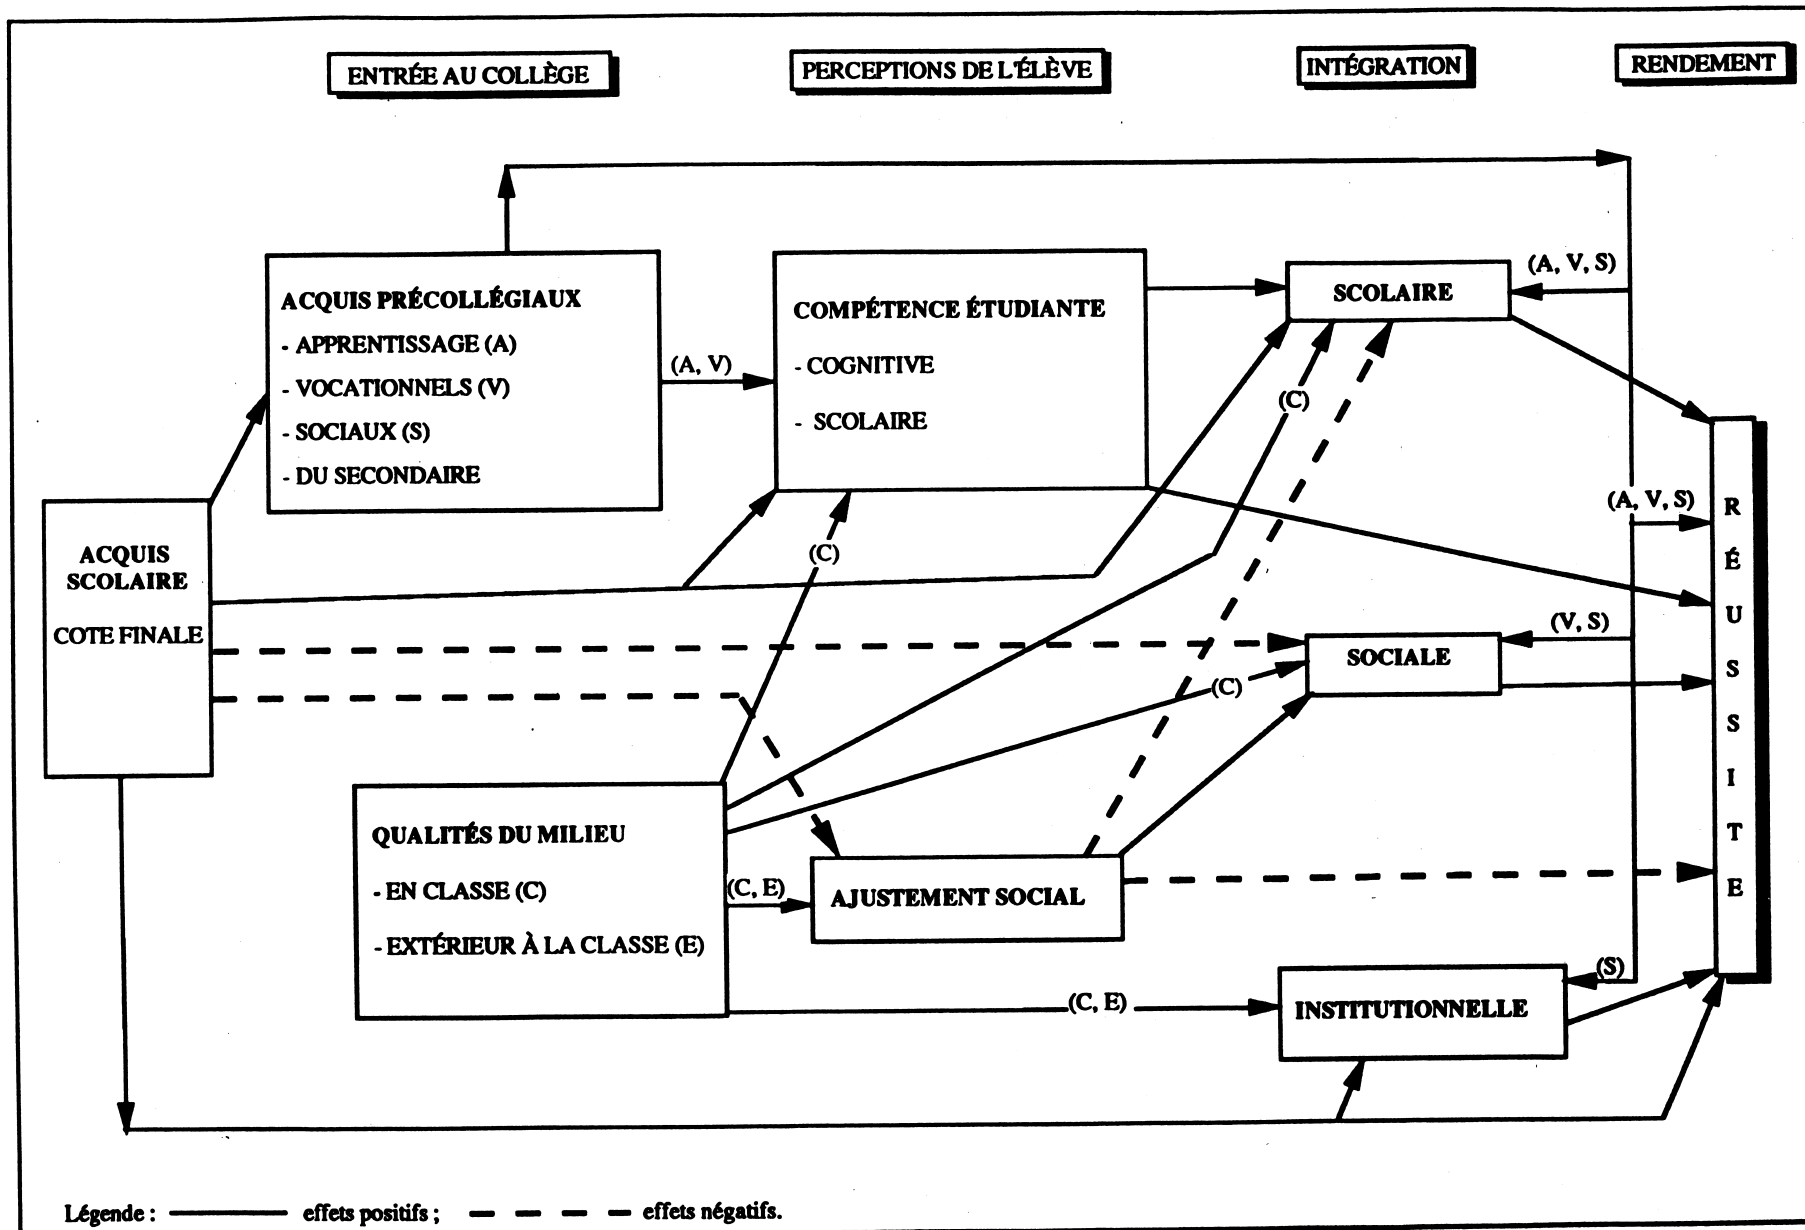 ENTRÉE AU COLLÈGE
PERCEPTIONS DE L'ÉLÈVE
INTÉGRATION
RENDEMENT
ACQUIS PRÉCOLLÉGIAUX
- APPRENTISSAGE (A)
- VOCATIONNELS (V)
- SOCIAUX (S)
- DU SECONDAIRE
(A, V)
COMPÉTENCE ÉTUDIANTE
- COGNITIVE
- SCOLAIRE
SCOLAIRE
(A, V, S)
(C)
ACQUIS
SCOLAIRE
COTE FINALE
(C)
(A, V, S)
(V, S)
SOCIALE
(C)
QUALITÉS DU MILIEU
- EN CLASSE (C)
- EXTÉRIEUR À LA CLASSE (E)
(C, E)
AJUSTEMENT SOCIAL
(C, E)
(S)
INSTITUTIONNELLE
R
É
U
S
S
I
T
E
Légende : effets positifs ; effets négatifs.